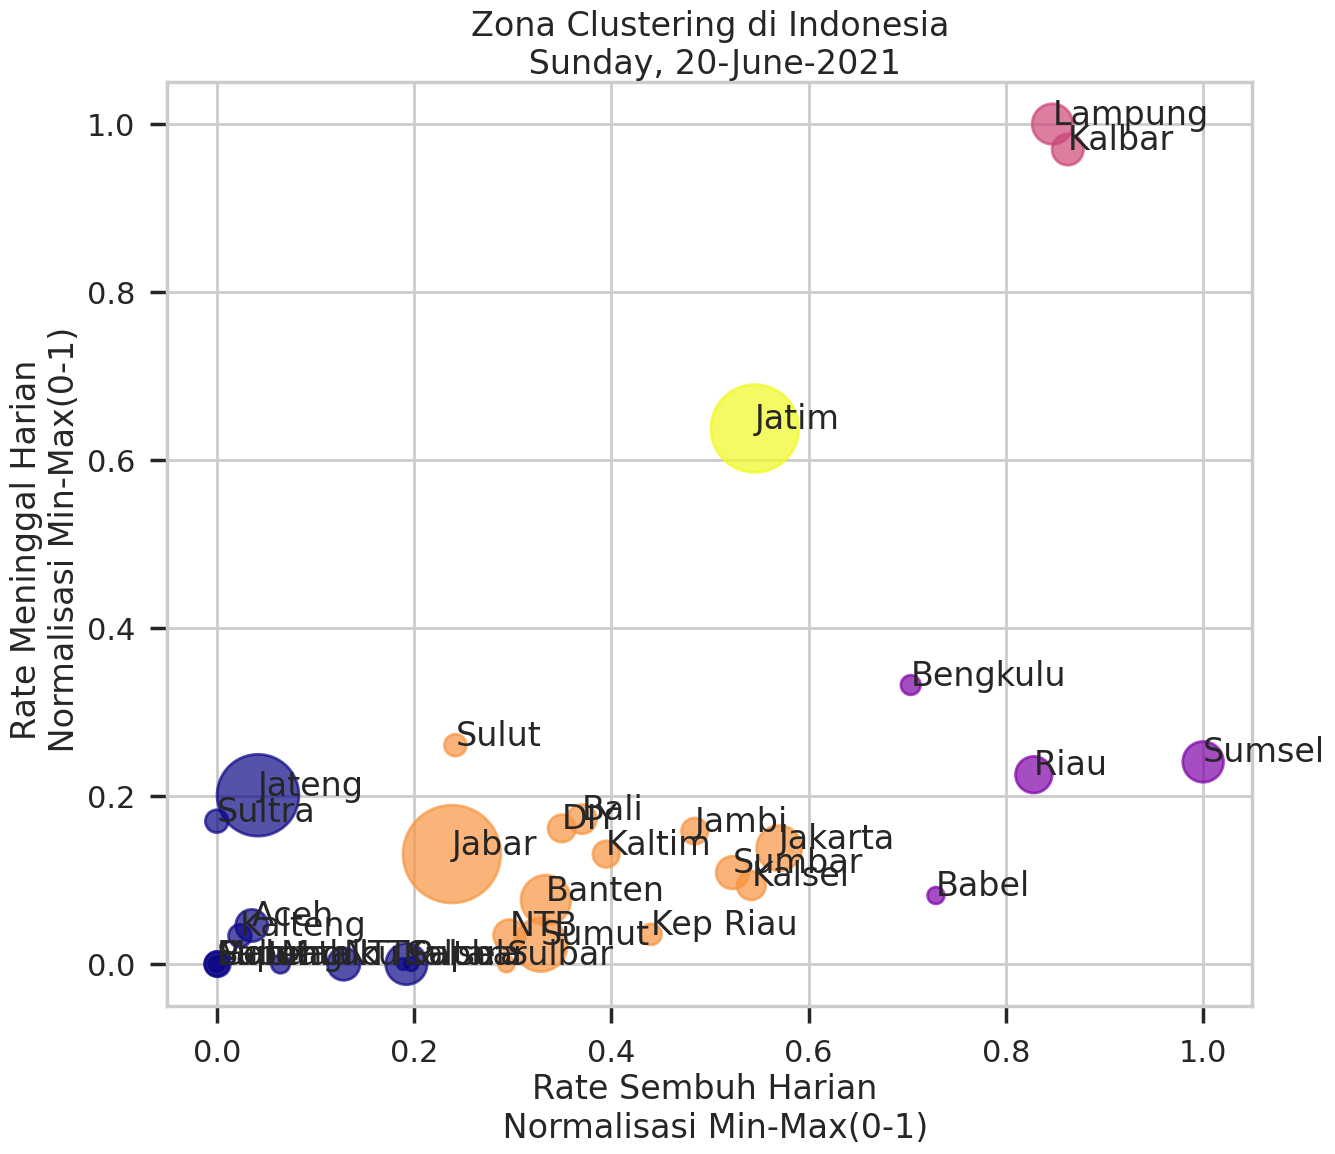 Zona Clustering di Indonesia
Sunday, 20-June-2021
Rate Meninggal Harian
Normalisasi Min-Max(0-1)
1.0
0.8
0.6
0.4
0.2
0.0
Lampung
Kalbar
Jatim
Bengkulu
Sulut
Sumsel
Riau
Jateng
Sultra
Bali
DIY
Jambi
Jabar
Kaltim
Jakarta
Sumbar
Kalsel
Banten
Babel
Aceh
Kalteng
NTB
Sumut
Kep Riau
Sulbar
0.0 0.2 0.4 0.6 0.8 1.0
Rate Sembuh Harian
Normalisasi Min-Max(0-1)